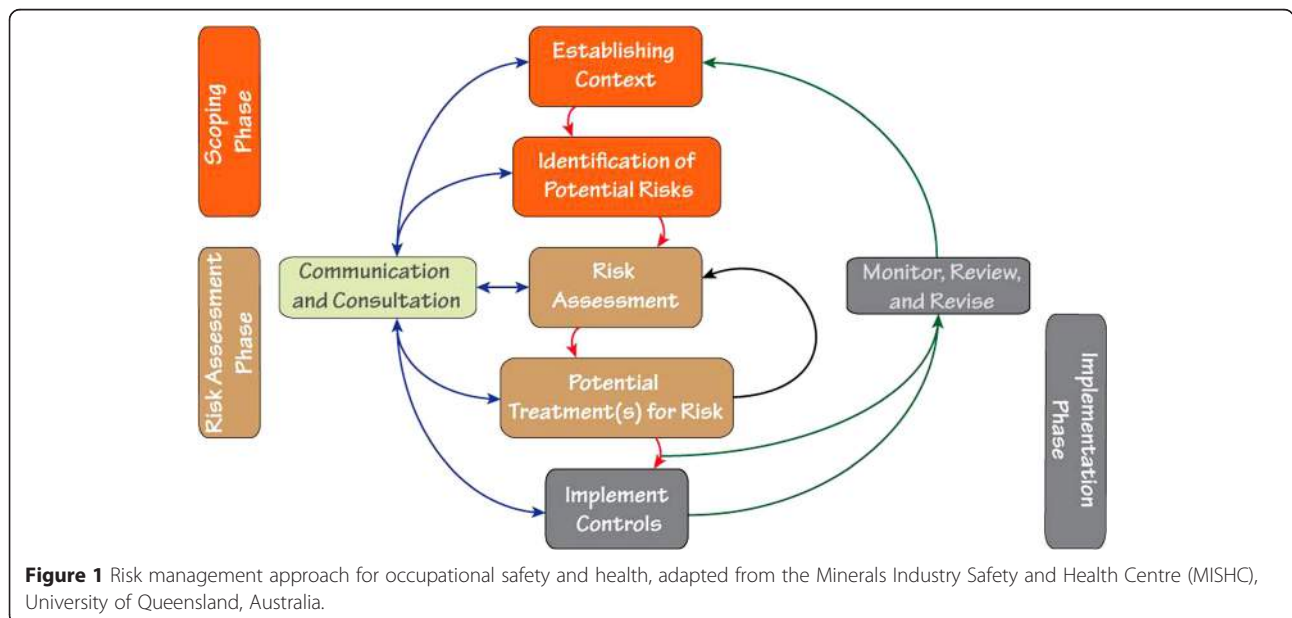 Scoping
Phase
Establishing
Context
Identification of
Potential Risks
Risk Assessment
Phase
Communication
and Consultation
Risk
Assessment
Monitor, Review,
and Revise
Potential
Treatment(s) for Risk
Implementation
Phase
Implement
Controls
Figure 1 Risk management approach for occupational safety and health, adapted from the Minerals Industry Safety and Health Centre (MISHC),
University of Queensland, Australia.